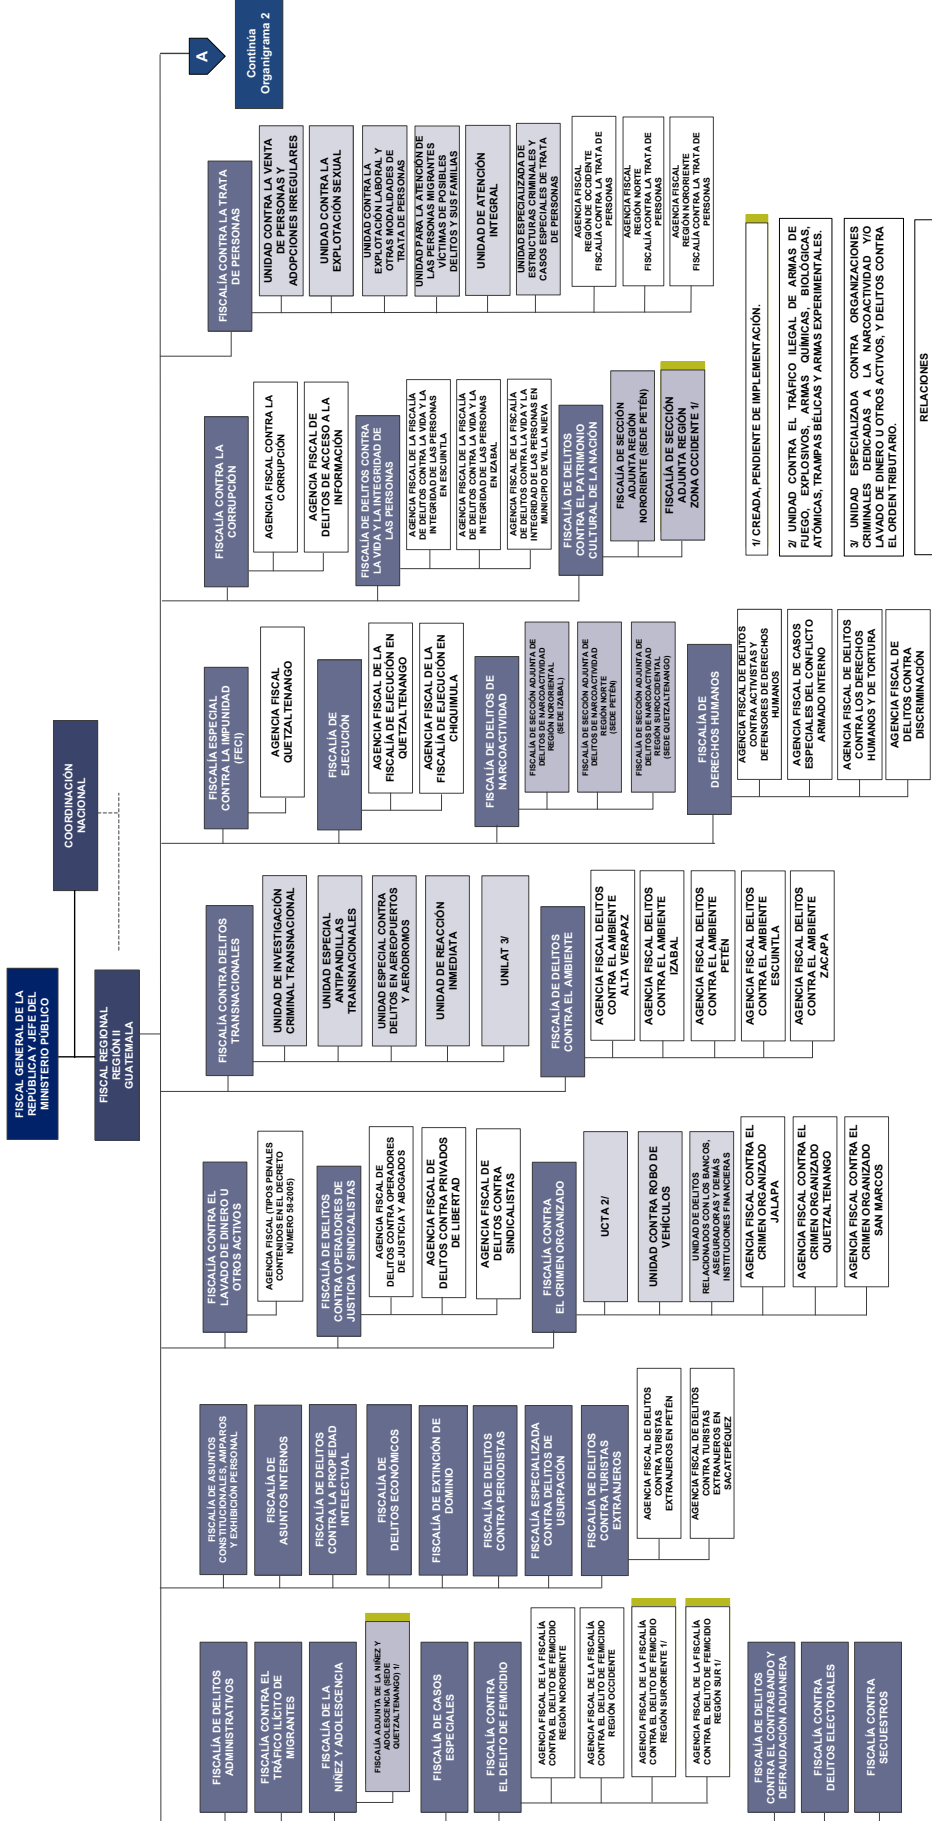 FISCAL GENERAL DE LA
REPÚBLICA Y JEFE DEL
MINISTERIO PÚBLICO
COORDINACIÓN
NACIONAL
FISCAL REGIONAL
REGIÓN II
GUATEMALA
FISCALÍA DE DELITOS
ADMINISTRATIVOS
FISCALÍA CONTRA EL
TRÁFICO ILÍCITO DE
MIGRANTES
FISCALÍA DE LA
NIÑEZ Y ADOLESCENCIA
FISCALÍA ADJUNTA DE LA NIÑEZ Y
ADOLESCENCIA (SEDE
QUETZALTENANGO) 1/
FISCALÍA DE CASOS
ESPECIALES
FISCALÍA CONTRA
EL DELITO DE FEMICIDIO
AGENCIA FISCAL DE LA FISCALÍA
CONTRA EL DELITO DE FEMICIDIO
REGIÓN NORORIENTE
AGENCIA FISCAL DE LA FISCALÍA
CONTRA EL DELITO DE FEMICIDIO
REGIÓN OCCIDENTE
AGENCIA FISCAL DE LA FISCALÍA
CONTRA EL DELITO DE FEMICIDIO
REGIÓN SURORIENTE 1/
AGENCIA FISCAL DE LA FISCALÍA
CONTRA EL DELITO DE FEMICIDIO
REGIÓN SUR 1/
FISCALÍA DE DELITOS
CONTRA EL CONTRABANDO Y
DEFRAUDACIÓN ADUANERA
FISCALÍA CONTRA
DELITOS ELECTORALES
FISCALÍA CONTRA
SECUESTROS
FISCALÍA DE ASUNTOS
CONSTITUCIONALES, AMPAROS
Y EXHIBICIÓN PERSONAL
FISCALÍA DE
ASUNTOS INTERNOS
FISCALÍA DE DELITOS
CONTRA LA PROPIEDAD
INTELECTUAL
FISCALÍA DE
DELITOS ECONÓMICOS
FISCALÍA DE EXTINCIÓN DE
DOMINIO
FISCALÍA DE DELITOS
CONTRA PERIODISTAS
FISCALÍA ESPECIALIZADA
CONTRA DELITOS DE
USURPACIÓN
FISCALÍA DE DELITOS
CONTRA TURISTAS
EXTRANJEROS
AGENCIA FISCAL DE DELITOS
CONTRA TURISTAS
EXTRANJEROS EN PETÉN
AGENCIA FISCAL DE DELITOS
CONTRA TURISTAS
EXTRANJEROS EN
SACATEPÉQUEZ
FISCALÍA CONTRA EL
LAVADO DE DINERO U
OTROS ACTIVOS
AGENCIA FISCAL (TIPOS PENALES
CONTENIDOS EN EL DECRETO
NUMERO 58-2005)
FISCALÍA DE DELITOS
CONTRA OPERADORES DE
JUSTICIA Y SINDICALISTAS
AGENCIA FISCAL DE
DELITOS CONTRA OPERADORES
DE JUSTICIA Y ABOGADOS
AGENCIA FISCAL DE
DELITOS CONTRA PRIVADOS
DE LIBERTAD
AGENCIA FISCAL DE
DELITOS CONTRA
SINDICALISTAS
FISCALÍA CONTRA
EL CRIMEN ORGANIZADO
UCTA 2/
UNIDAD CONTRA ROBO DE
VEHÍCULOS
UNIDAD DE DELITOS
RELACIONADOS CON LOS BANCOS,
ASEGURADORAS Y DEMÁS
INSTITUCIONES FINANCIERAS
AGENCIA FISCAL CONTRA EL
CRIMEN ORGANIZADO
JALAPA
AGENCIA FISCAL CONTRA EL
CRIMEN ORGANIZADO
QUETZALTENANGO
AGENCIA FISCAL CONTRA EL
CRIMEN ORGANIZADO
SAN MARCOS
FISCALÍA CONTRA DELITOS
TRANSNACIONALES
UNIDAD DE INVESTIGACIÓN
CRIMINAL TRANSNACIONAL
UNIDAD ESPECIAL
ANTIPANDILLAS
TRANSNACIONALES
UNIDAD ESPECIAL CONTRA
DELITOS EN AEREOPUERTOS
Y AERÓDROMOS
UNIDAD DE REACCIÓN
INMEDIATA
UNILAT 3/
FISCALÍA DE DELITOS
CONTRA EL AMBIENTE
AGENCIA FISCAL DELITOS
CONTRA EL AMBIENTE
ALTA VERAPAZ
AGENCIA FISCAL DELITOS
CONTRA EL AMBIENTE
IZABAL
AGENCIA FISCAL DELITOS
CONTRA EL AMBIENTE
PETÉN
AGENCIA FISCAL DELITOS
CONTRA EL AMBIENTE
ESCUINTLA
AGENCIA FISCAL DELITOS
CONTRA EL AMBIENTE
ZACAPA
FISCALÍA ESPECIAL
CONTRA LA IMPUNIDAD
(FECI)
AGENCIA FISCAL
QUETZALTENANGO
FISCALÍA DE
EJECUCIÓN
AGENCIA FISCAL DE LA
FISCALÍA DE EJECUCIÓN EN
QUETZALTENANGO
AGENCIA FISCAL DE LA
FISCALÍA DE EJECUCIÓN EN
CHIQUIMULA
FISCALÍA DE DELITOS DE
NARCOACTIVIDAD
FISCALÍA DE SECCIÓN ADJUNTA DE
DELITOS DE NARCOACTIVIDAD
REGIÓN NORORIENTAL
(SEDE IZABAL)
FISCALÍA DE SECCIÓN ADJUNTA DE
DELITOS DE NARCOACTIVIDAD
REGIÓN NORTE
(SEDE PETÉN)
FISCALÍA DE SECCIÓN ADJUNTA DE
DELITOS DE NARCOACTIVIDAD
REGIÓN SUROCCIDENTAL
(SEDE QUETZALTENANGO)
FISCALÍA DE
DERECHOS HUMANOS
AGENCIA FISCAL DE DELITOS
CONTRA ACTIVISTAS Y
DEFENSORES DE DERECHOS
HUMANOS
AGENCIA FISCAL DE CASOS
ESPECIALES DEL CONFLICTO
ARMADO INTERNO
AGENCIA FISCAL DE DELITOS
CONTRA LOS DERECHOS
HUMANOS Y DE TORTURA
AGENCIA FISCAL DE
DELITOS CONTRA
DISCRIMINACIÓN
FISCALÍA CONTRA LA
CORRUPCIÓN
AGENCIA FISCAL CONTRA LA
CORRUPCIÓN
AGENCIA FISCAL DE
DELITOS DE ACCESO A LA
INFORMACIÓN
FISCALÍA DE DELITOS CONTRA
LA VIDA Y LA INTEGRIDAD DE
LAS PERSONAS
AGENCIA FISCAL DE LA FISCALÍA
DE DELITOS CONTRA LA VIDA Y LA
INTEGRIDAD DE LAS PERSONAS
EN ESCUINTLA
AGENCIA FISCAL DE LA FISCALÍA
DE DELITOS CONTRA LA VIDA Y LA
INTEGRIDAD DE LAS PERSONAS
EN IZABAL
AGENCIA FISCAL DE LA FISCALÍA
DE DELITOS CONTRA LA VIDA Y LA
INTEGRIDAD DE LAS PERSONAS EN
MUNICIPIO DE VILLA NUEVA
FISCALÍA DE DELITOS
CONTRA EL PATRIMONIO
CULTURAL DE LA NACIÓN
FISCALÍA DE SECCIÓN
ADJUNTA REGIÓN
NORORIENTE (SEDE PETÉN)
FISCALÍA DE SECCIÓN
ADJUNTA REGIÓN
ZONA OCCIDENTE 1/
FISCALÍA CONTRA LA TRATA
DE PERSONAS
UNIDAD CONTRA LA VENTA
DE PERSONAS Y
ADOPCIONES IRREGULARES
UNIDAD CONTRA LA
EXPLOTACIÓN SEXUAL
UNIDAD CONTRA LA
EXPLOTACIÓN LABORAL Y
OTRAS MODALIDADES DE
TRATA DE PERSONAS
UNIDAD PARA LA ATENCIÓN DE
LAS PERSONAS MIGRANTES
VÍCTIMAS DE POSIBLES
DELITOS Y SUS FAMILIAS
UNIDAD DE ATENCIÓN
INTEGRAL
UNIDAD ESPECIALIZADA DE
ESTRUCTURAS CRIMINALES Y
CASOS ESPECIALES DE TRATA
DE PERSONAS
AGENCIA FISCAL
REGIÓN DE OCCIDENTE
FISCALÍA CONTRA LA TRATA DE
PERSONAS
AGENCIA FISCAL
REGIÓN NORTE
FISCALÍA CONTRA LA TRATA DE
PERSONAS
AGENCIA FISCAL
REGIÓN NORORIENTE
FISCALÍA CONTRA LA TRATA DE
PERSONAS
A
Continúa
Organigrama 2
1/ CREADA, PENDIENTE DE IMPLEMENTACIÓN.
2/ UNIDAD CONTRA EL TRÁFICO ILEGAL DE ARMAS DE
FUEGO, EXPLOSIVOS, ARMAS QUÍMICAS, BIOLÓGICAS,
ATÓMICAS, TRAMPAS BÉLICAS Y ARMAS EXPERIMENTALES.
3/ UNIDAD ESPECIALIZADA CONTRA ORGANIZACIONES
CRIMINALES DEDICADAS A LA NARCOACTIVIDAD Y/O
LAVADO DE DINERO U OTROS ACTIVOS, Y DELITOS CONTRA
EL ORDEN TRIBUTARIO.
RELACIONES